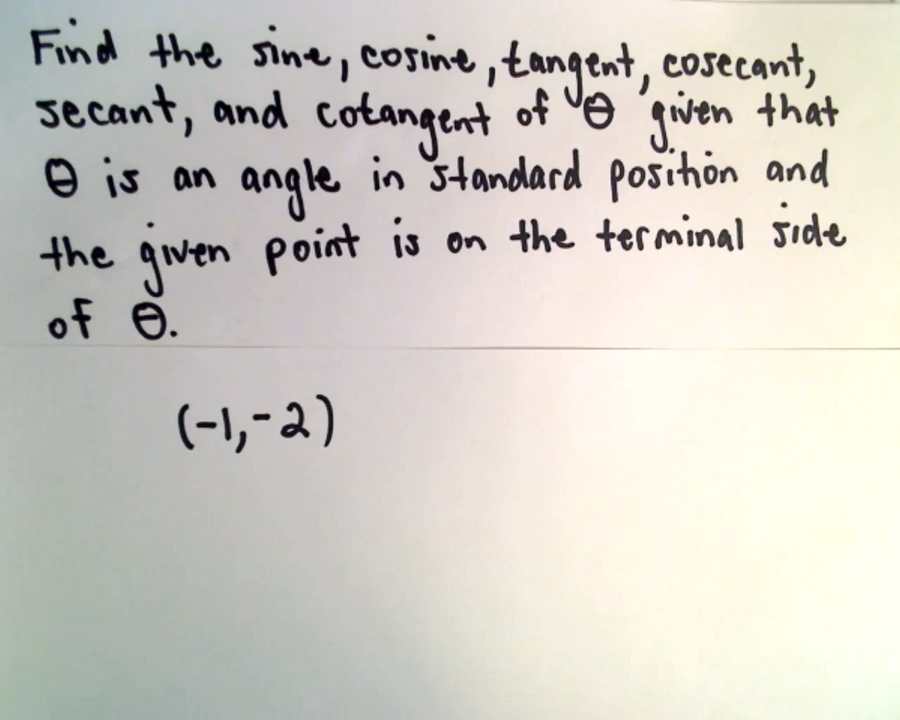 Find the sine, cosine, tangent, cosecant,
secant, and cotangent of θ given that
θ is an angle in standard position and
the given point is on the terminal side
of θ.
(-1,-2)